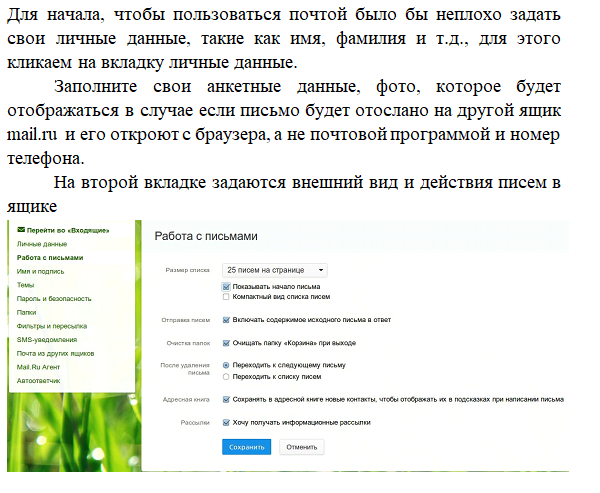 Для начала, чтобы пользоваться почтой было бы неплохо задать
свои личные данные, такие как имя, фамилия и т.д., для этого
кликаем на вкладку личные данные.
Заполните свои анкетные данные, фото, которое будет
отображаться в случае если письмо будет отослано на другой ящик
mail.ru и его откроют с браузера, а не почтовой программой и номер
телефона.
На второй вкладке задаются внешний вид и действия писем в
ящике
Перейти во «Входящие»
Личные данные
Работа с письмами
Имя и подпись
Темы
Пароль и безопасность
Папки
Фильтры и пересылка
SMS-уведомления
Почта из других ящиков
Mail.Ru Агент
Автоответчик
Работа с письмами
Размер списка 25 писем на странице
Показывать начало письма
Компактный вид списка писем
Отправка писем Включать содержимое исходного письма в ответ
Очистка папок Очищать папку «Корзина» при выходе
После удаления Переходить к следующему письму
письма Переходить к списку писем
Адресная книга Сохранять в адресной книге новые контакты, чтобы отображать их в подсказках при написании письма
Рассылки Хочу получать информационные рассылки
Сохранить Отменить